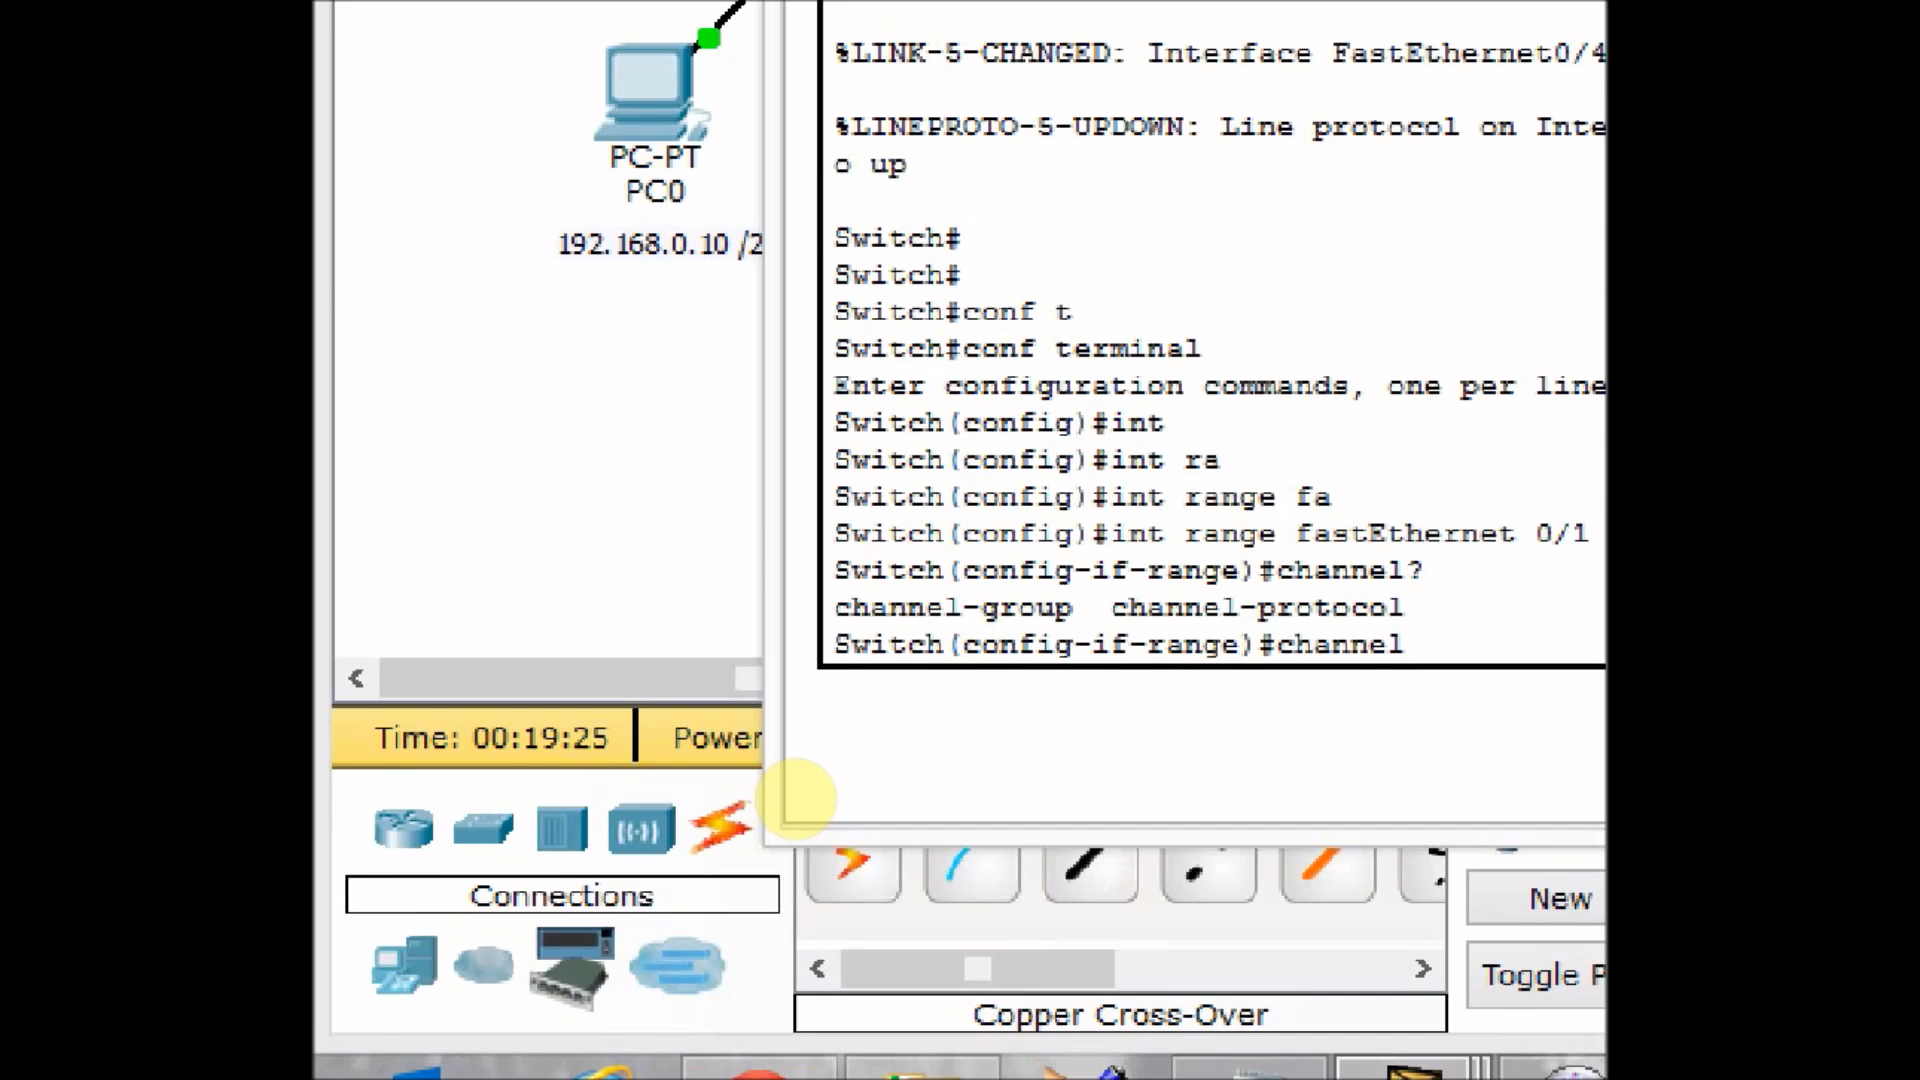 PC-PT
PC0
192.168.0.10 /2
%LINK-5-CHANGED: Interface FastEthernet0/4
%LINEPROTO-5-UPDOWN: Line protocol on Inte
o up
Switch#
Switch#
Switch#conf t
Switch#conf terminal
Enter configuration commands, one per line
Switch(config)#int
Switch(config)#int ra
Switch(config)#int range fa
Switch(config)#int range fastEthernet 0/1
Switch(config-if-range)#channel?
channel-group  channel-protocol
Switch(config-if-range)#channel
Time: 00:19:25
Power
Connections
New
Toggle P
Copper Cross-Over